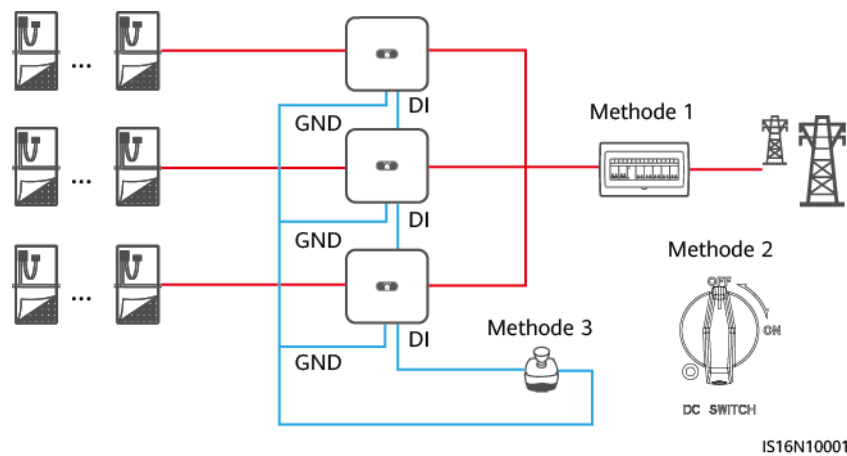 ...
GND
DI
Methode 1
...
GND
DI
Methode 2
OFF
ON
...
Methode 3
GND
DI
DC SWITCH
IS16N10001